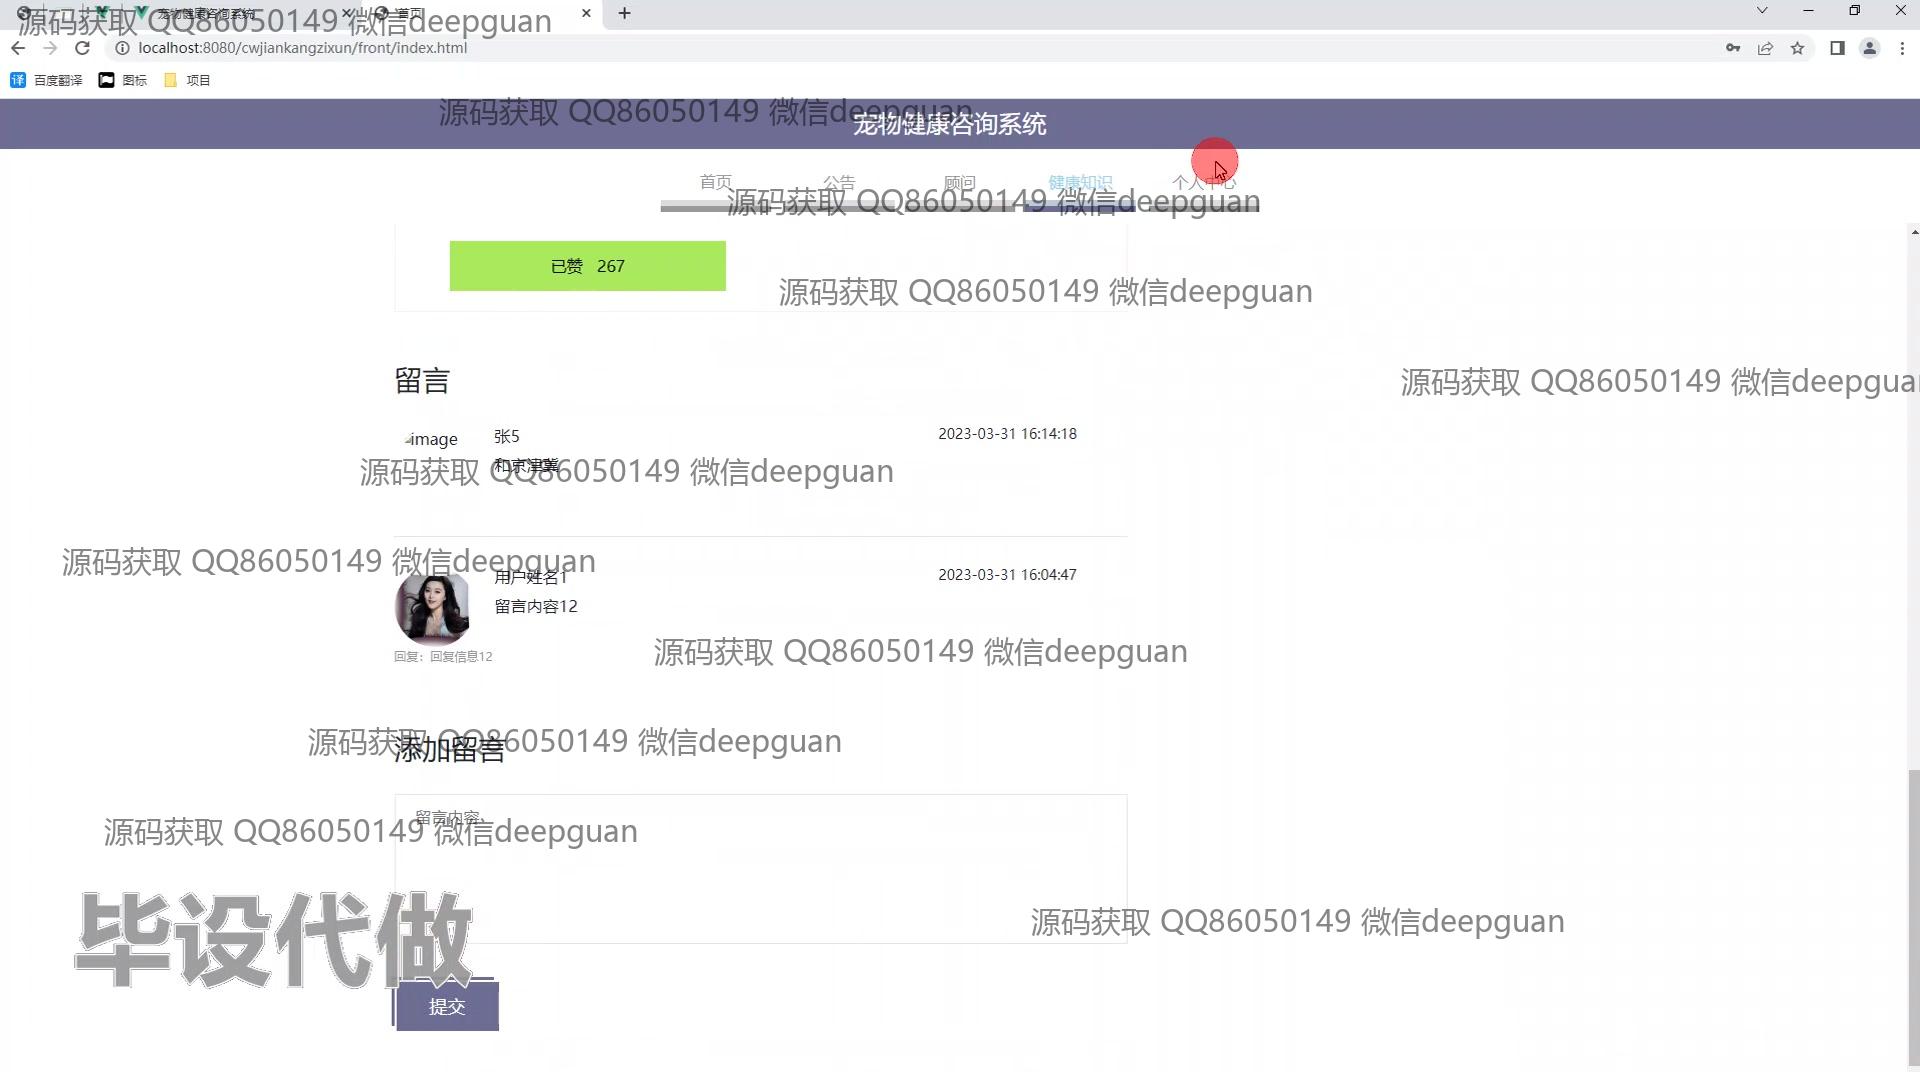 宠物健康咨询系统
首页
源码获取 QQ86050149 微信deepguan
localhost:8080/cwjiankangzixun/front/index.html
百度翻译
图标
项目
源码获取 QQ86050149 微信deepguan
宠物健康咨询系统
首页
公告
顾问
健康知识
个人中心
源码获取 QQ86050149 微信deepguan
已赞 267
源码获取 QQ86050149 微信deepguan
留言
源码获取 QQ86050149 微信deepgua
image
张5
2023-03-31 16:14:18
和京津冀
源码获取 QQ86050149 微信deepguan
源码获取 QQ86050149 微信deepguan
用户姓名1
2023-03-31 16:04:47
留言内容12
回复：回复信息12
源码获取 QQ86050149 微信deepguan
源码获取 QQ86050149 微信deepguan
添加留言
留言内容
源码获取 QQ86050149 微信deepguan
毕设代做
源码获取 QQ86050149 微信deepguan
提交